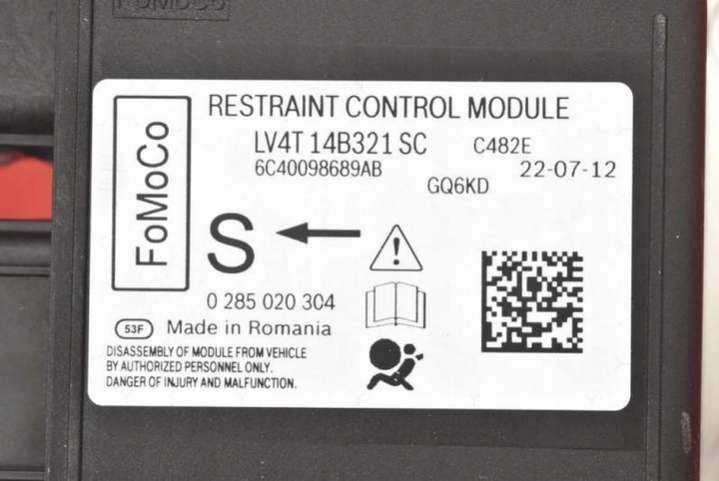 FoMoCo
FoMoCo
RESTRAINT CONTROL MODULE
LV4T 14B321 SC C482E
6C40098689AB 22-07-12
GQ6KD
S
0 285 020 304
53F Made in Romania
DISASSEMBLY OF MODULE FROM VEHICLE
BY AUTHORIZED PERSONNEL ONLY.
DANGER OF INJURY AND MALFUNCTION.